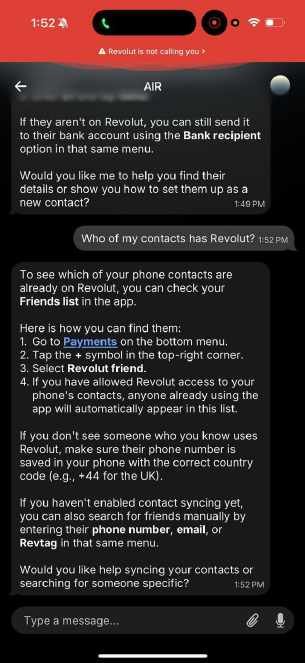 1:52
Revolut is not calling you >
AIR
If they aren't on Revolut, you can still send it
to their bank account using the Bank recipient
option in that same menu.
Would you like me to help you find their
details or show you how to set them up as a
new contact?
1:49 PM
Who of my contacts has Revolut? 1:52 PM
To see which of your phone contacts are
already on Revolut, you can check your
Friends list in the app.
Here is how you can find them:
1. Go to Payments on the bottom menu.
2. Tap the + symbol in the top-right corner.
3. Select Revolut friend.
4. If you have allowed Revolut access to your
phone's contacts, anyone already using the
app will automatically appear in this list.
If you don't see someone who you know uses
Revolut, make sure their phone number is
saved in your phone with the correct country
code (e.g., +44 for the UK).
If you haven't enabled contact syncing yet,
you can also search for friends manually by
entering their phone number, email, or
Revtag in that same menu.
Would you like help syncing your contacts or
searching for someone specific?
1:52 PM
Type a message...